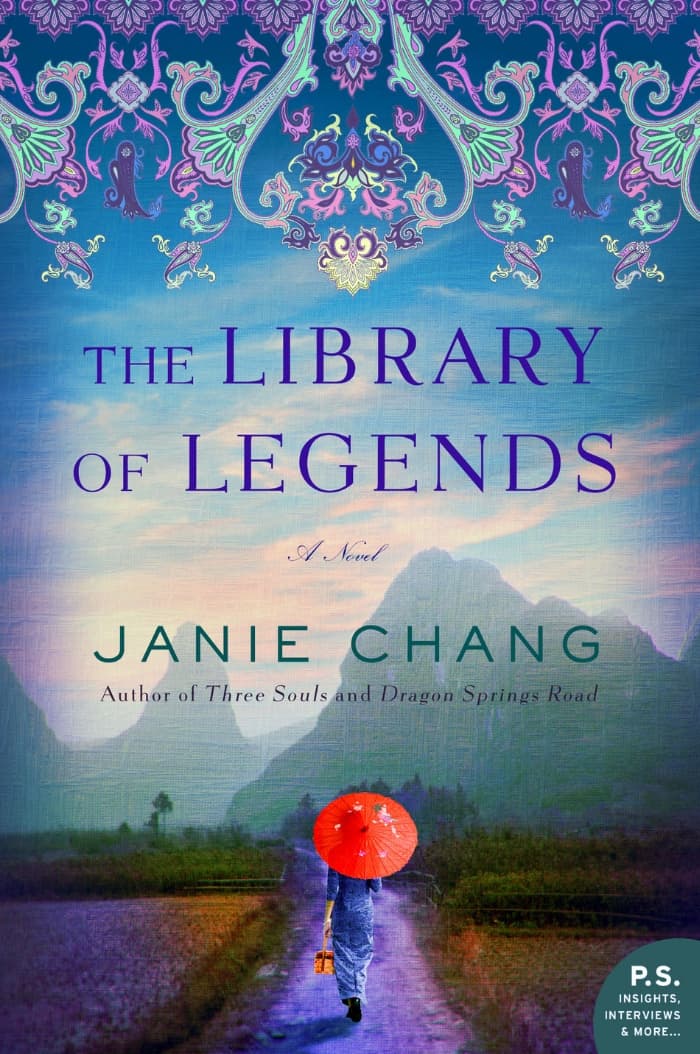 THE LIBRARY
OF LEGENDS
A Novel
JANIE CHANG
Author of Three Souls and Dragon Springs Road
P.S.
INSIGHTS,
INTERVIEWS
& MORE...